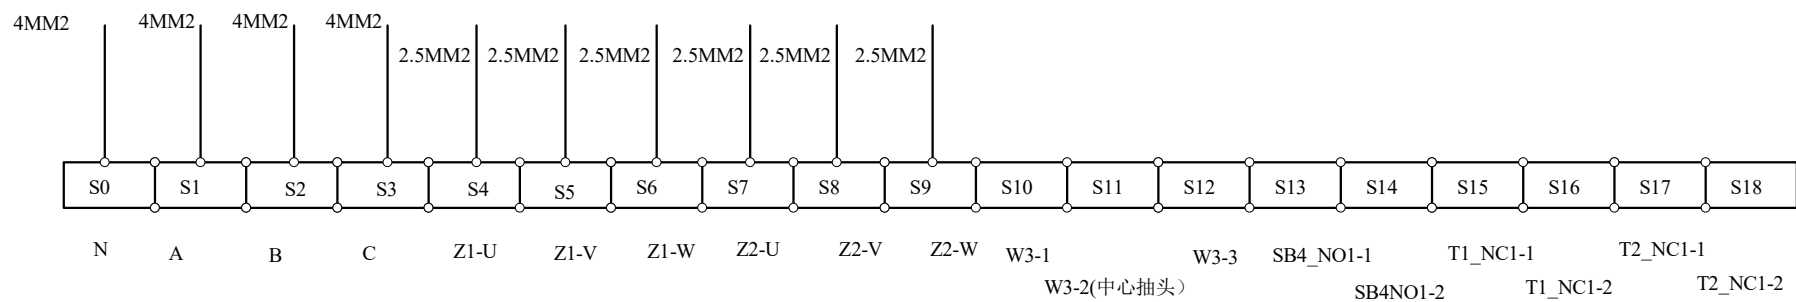 4MM2 4MM2 4MM2 4MM2
2.5MM2 2.5MM2 2.5MM2 2.5MM2 2.5MM2 2.5MM2
S0 S1 S2 S3 S4 S5 S6 S7 S8 S9 S10 S11 S12 S13 S14 S15 S16 S17 S18
N A B C Z1-U Z1-V Z1-W Z2-U Z2-V Z2-W W3-1 W3-3 SB4_NO1-1 T1_NC1-1 T2_NC1-1
W3-2(中心抽头） SB4NO1-2 T1_NC1-2 T2_NC1-2